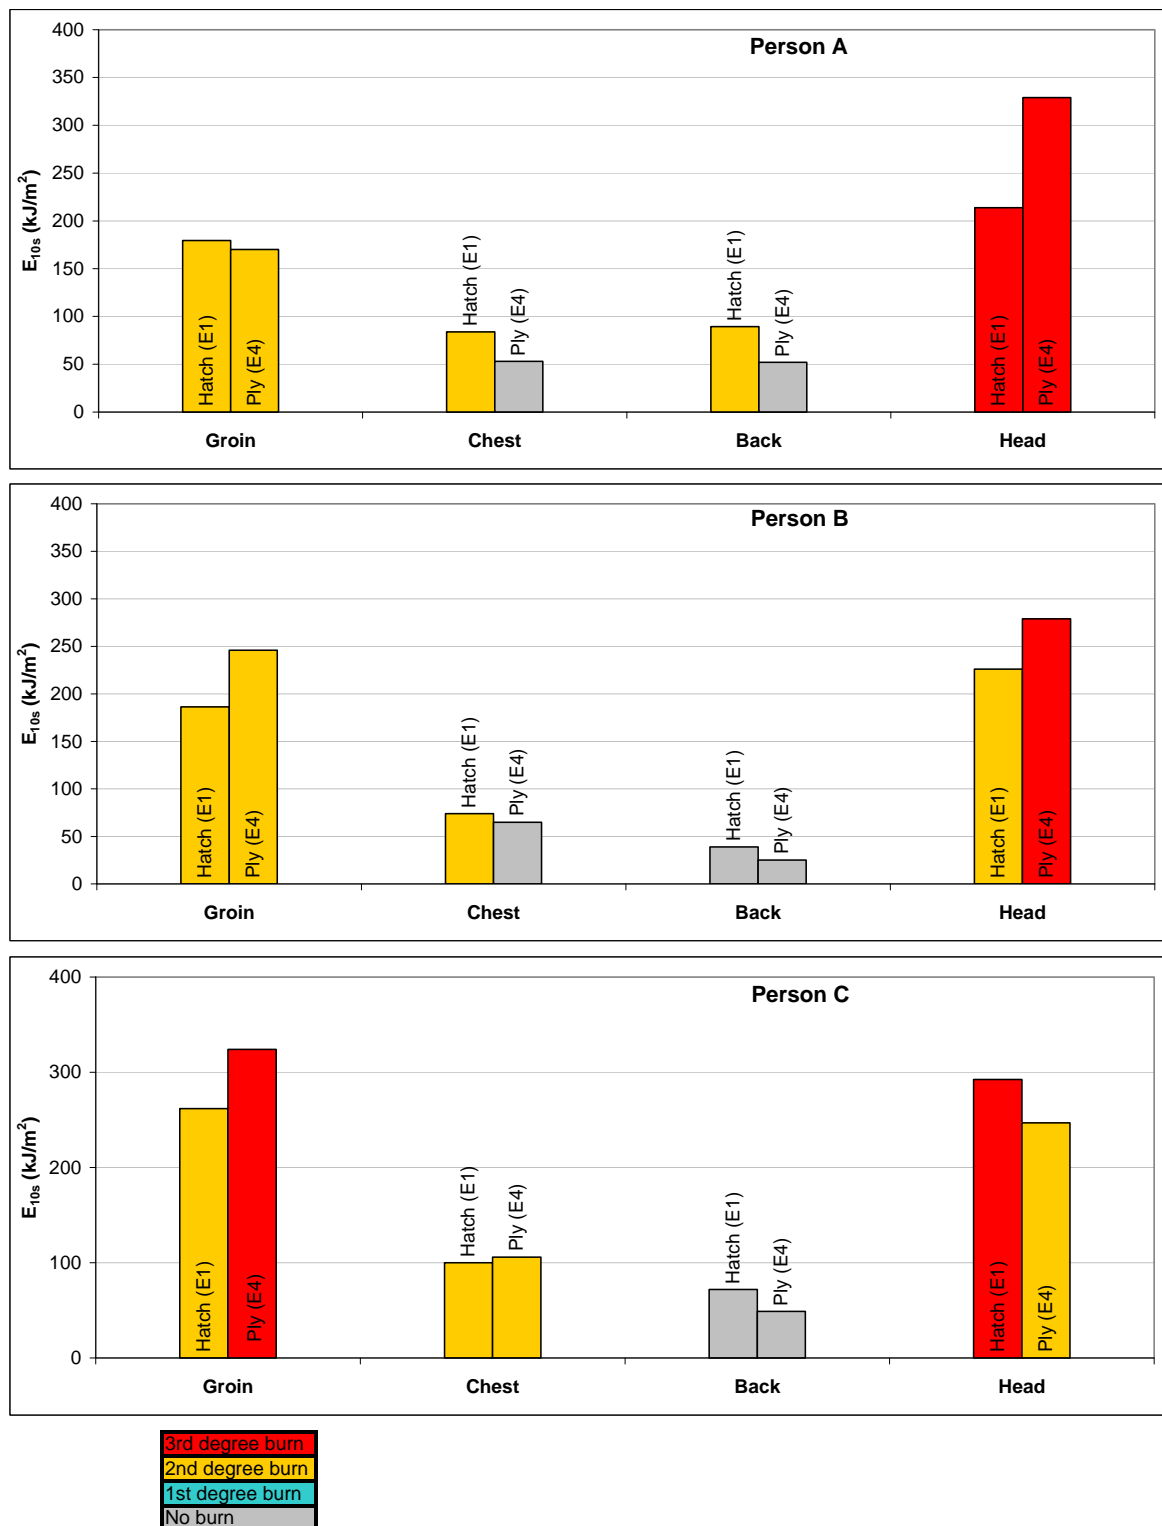 Person A
400
350
300
250
200
150
100
50
0
E10s (kJ/m²)
Hatch (E1)
Ply (E4)
Hatch (E1)
Ply (E4)
Hatch (E1)
Ply (E4)
Hatch (E1)
Ply (E4)
Groin Chest Back Head
Person B
400
350
300
250
200
150
100
50
0
E10s (kJ/m²)
Hatch (E1)
Ply (E4)
Hatch (E1)
Ply (E4)
Hatch (E1)
Ply (E4)
Hatch (E1)
Ply (E4)
Groin Chest Back Head
Person C
400
300
200
100
0
E10s (kJ/m²)
Hatch (E1)
Ply (E4)
Hatch (E1)
Ply (E4)
Hatch (E1)
Ply (E4)
Hatch (E1)
Ply (E4)
Groin Chest Back Head
3rd degree burn
2nd degree burn
1st degree burn
No burn